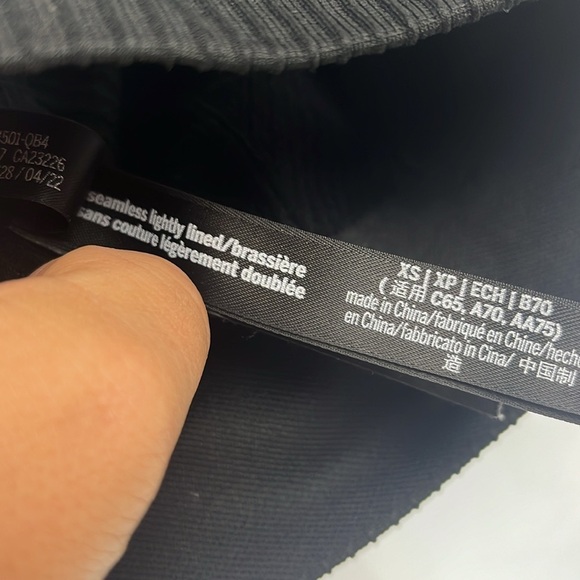 501-QB4
7 CA23226
28 / 04/22
seamless lightly lined/brassière
sans couture légèrement doublée
XS | XP | ECH | B70
(适用 C65, A70, AA75)
made in China/fabriqué en Chine/hech
en China/fabbricato in Cina/ 中国制
造